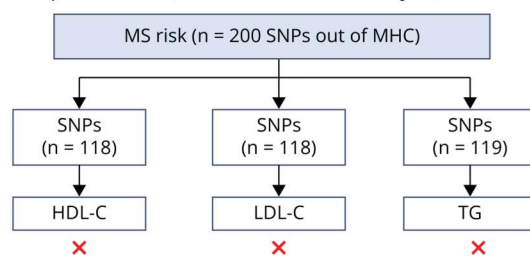 MS risk (n = 200 SNPs out of MHC)
SNPs
(n = 118)
SNPs
(n = 118)
SNPs
(n = 119)
HDL-C
LDL-C
TG